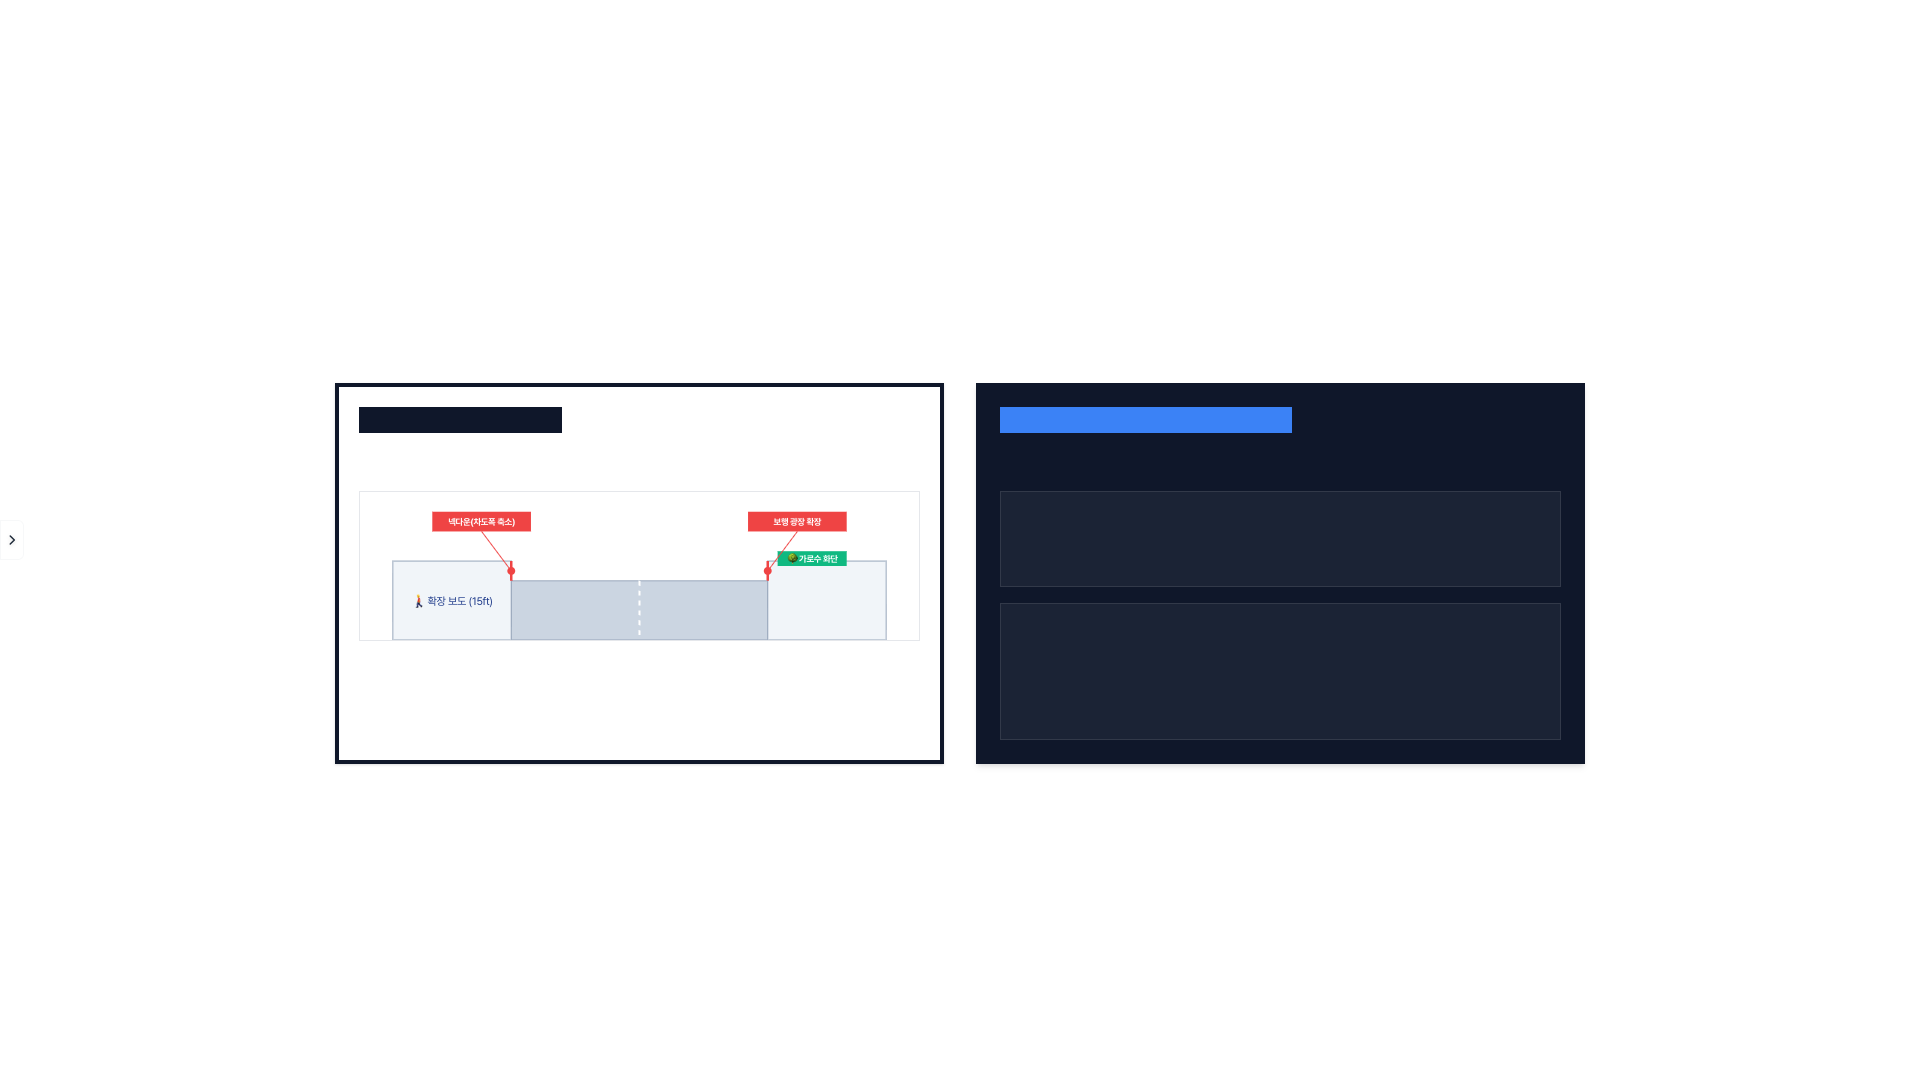 넥다운(차도폭 축소)
보행 광장 확장
가로수 화단
확장 보도 (15ft)